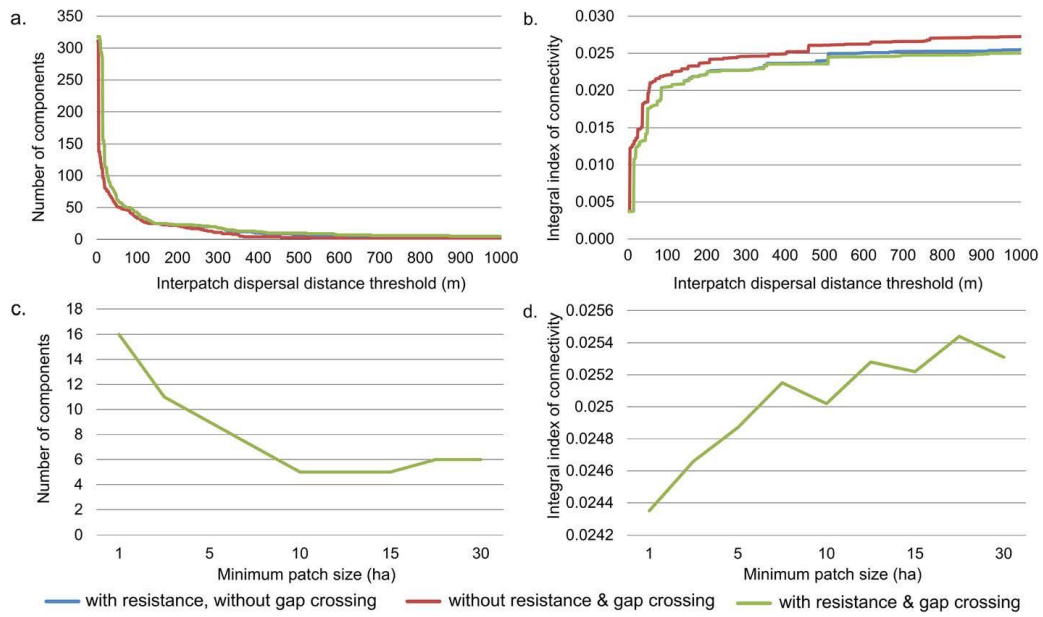 a.
Number of components
350
300
250
200
150
100
50
0
0 100 200 300 400 500 600 700 800 900 1000
Interpatch dispersal distance threshold (m)
b.
Integral index of connectivity
0.030
0.025
0.020
0.015
0.010
0.005
0.000
0 100 200 300 400 500 600 700 800 900 1000
Interpatch dispersal distance threshold (m)
c.
Number of components
18
16
14
12
10
8
6
4
2
0
1 5 10 15 30
Minimum patch size (ha)
d.
Integral index of connectivity
0.0256
0.0254
0.0252
0.025
0.0248
0.0246
0.0244
0.0242
1 5 10 15 30
Minimum patch size (ha)
with resistance, without gap crossing
without resistance & gap crossing
with resistance & gap crossing